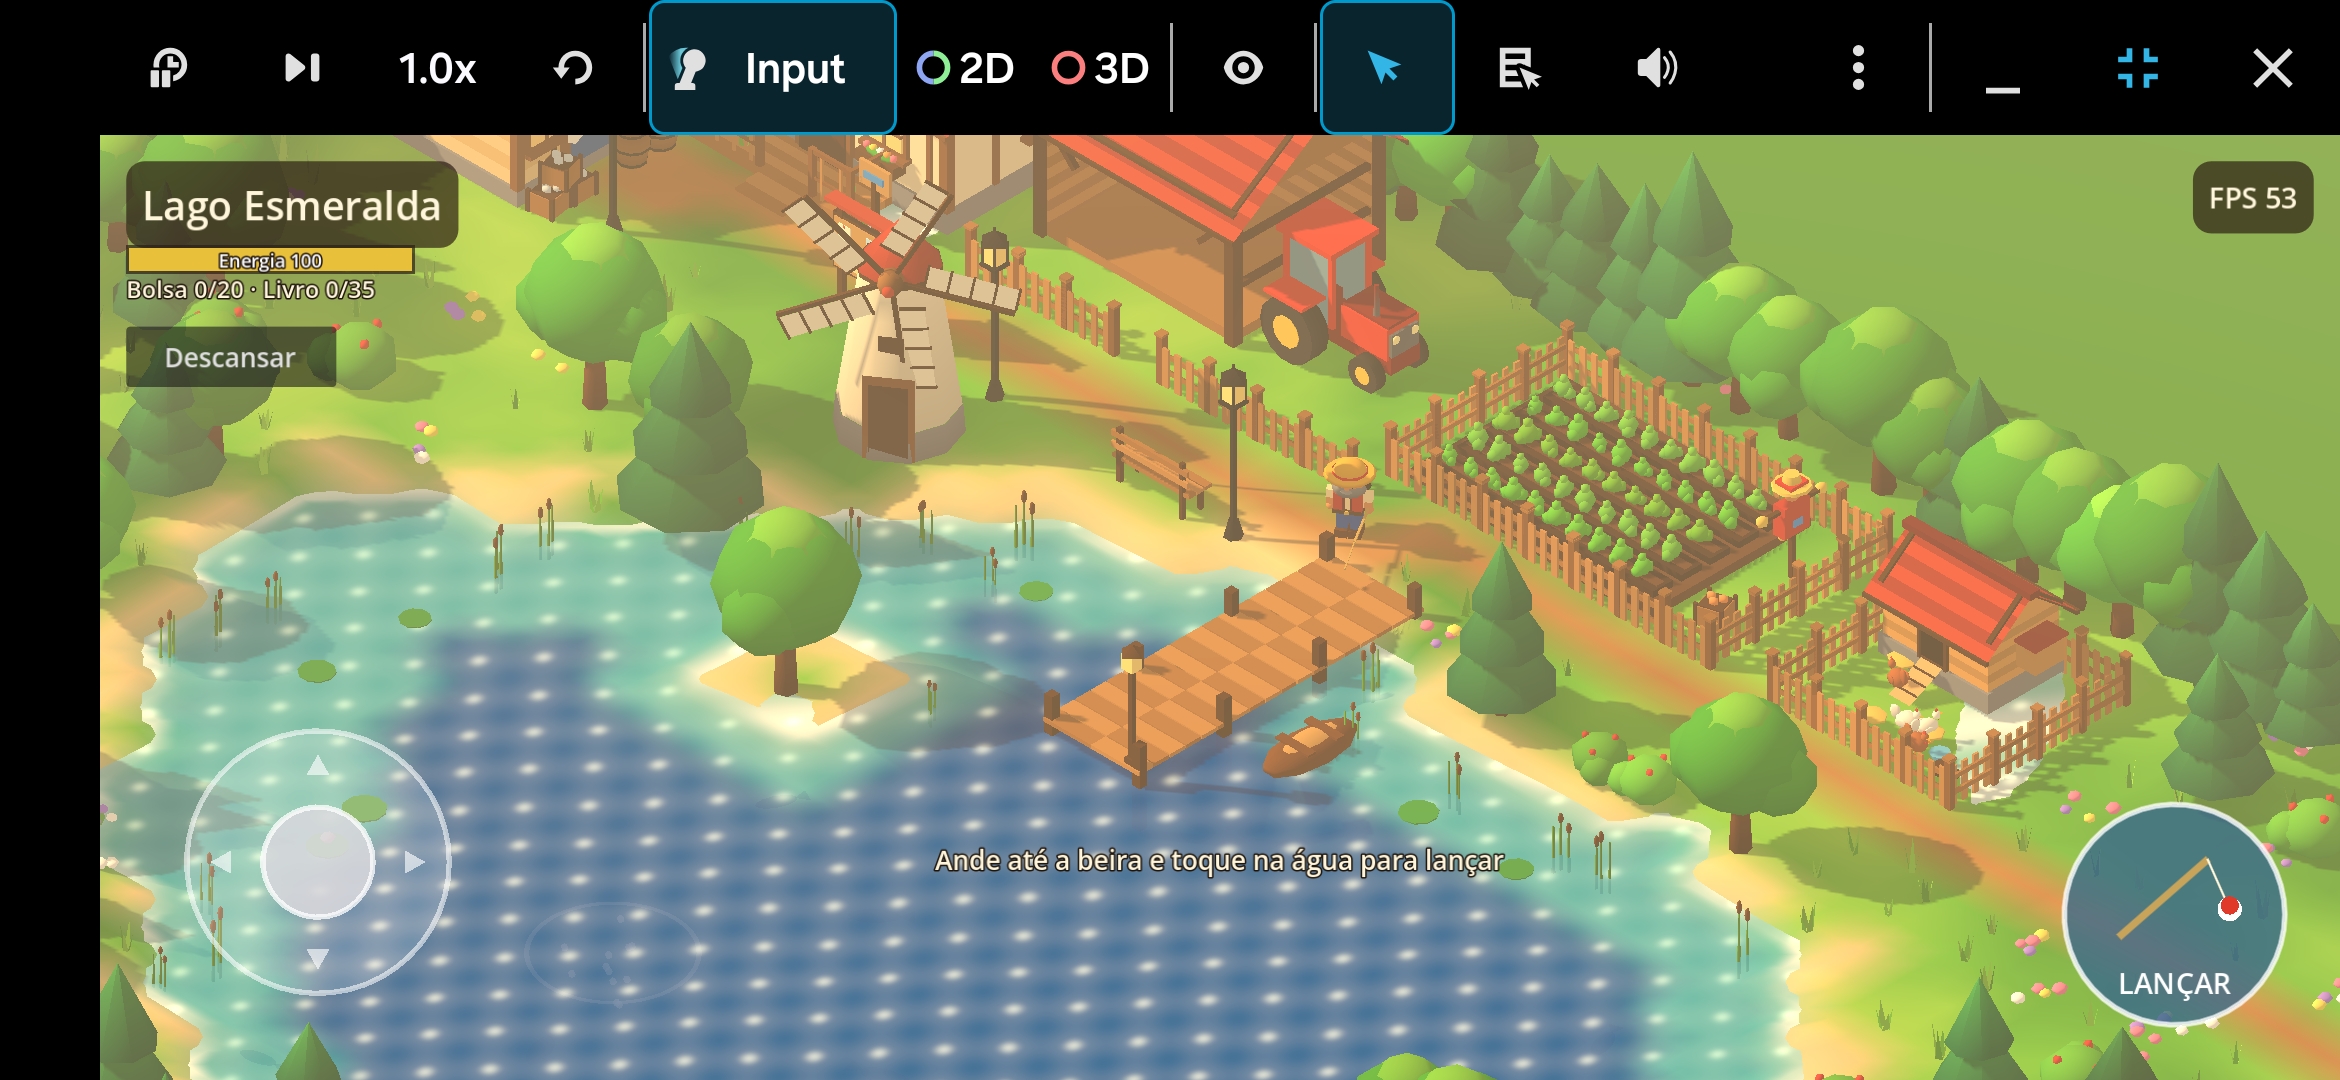 1.0x
Input
2D
3D
Lago Esmeralda
FPS 53
Energia 100
Bolsa 0/20 · Livro 0/35
Descansar
Ande até a beira e toque na água para lançar
LANÇAR